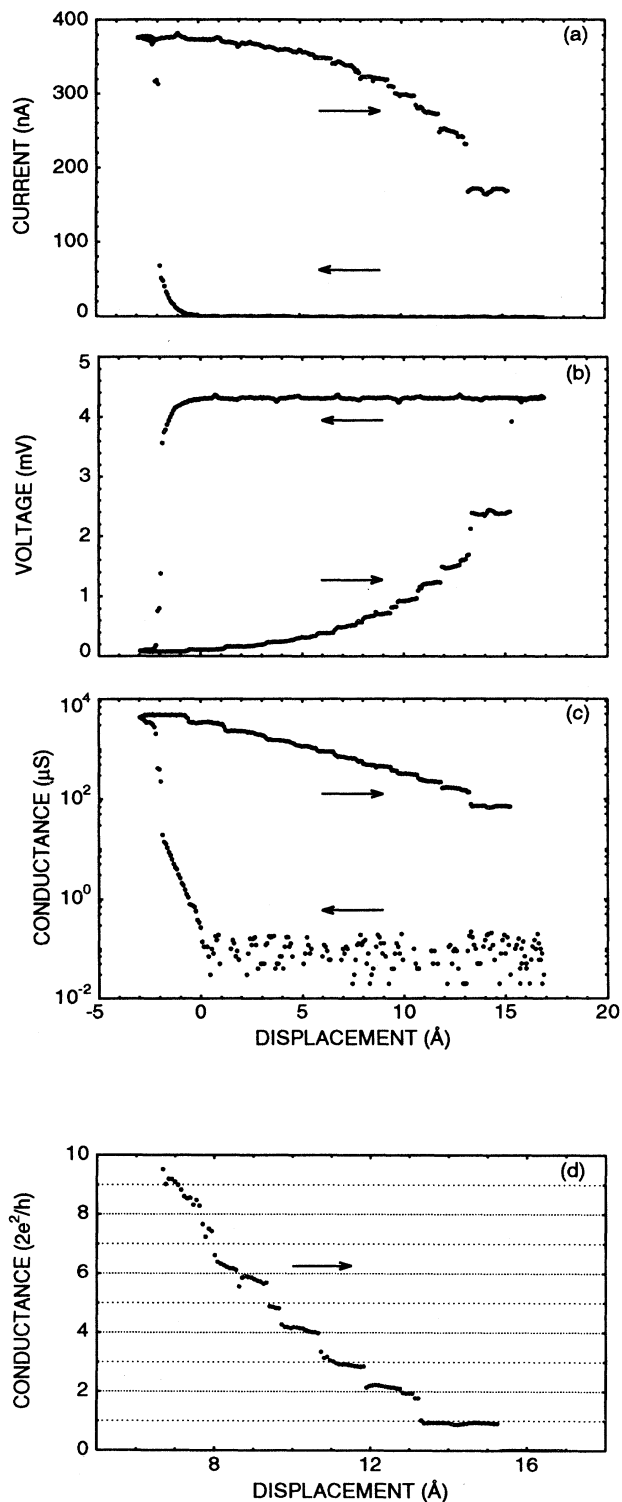 (a)
CURRENT (nA)
400
300
200
100
0
(b)
VOLTAGE (mV)
5
4
3
2
1
0
(c)
CONDUCTANCE (µS)
10^4
10^2
10^0
10^-2
-5 0 5 10 15 20
DISPLACEMENT (Å)
(d)
CONDUCTANCE (2e^2/h)
10
8
6
4
2
0
8 12 16
DISPLACEMENT (Å)